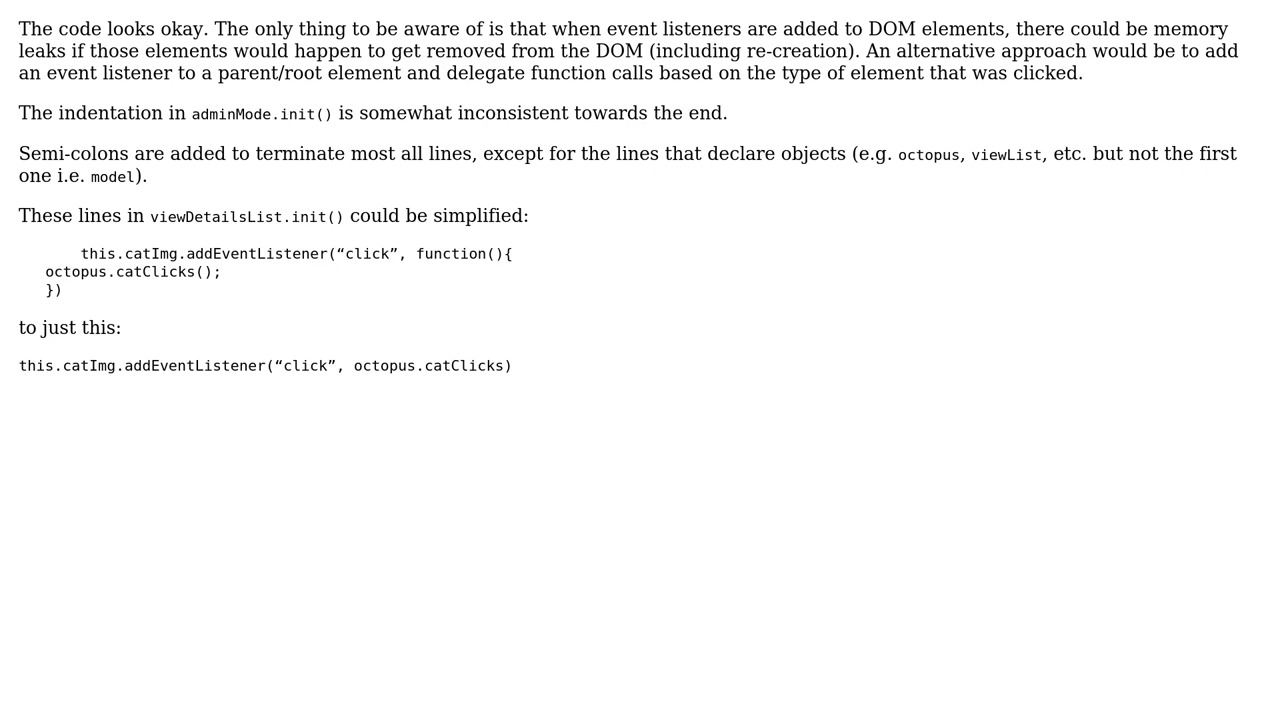 The code looks okay. The only thing to be aware of is that when event listeners are added to DOM elements, there could be memory
leaks if those elements would happen to get removed from the DOM (including re-creation). An alternative approach would be to add
an event listener to a parent/root element and delegate function calls based on the type of element that was clicked.
The indentation in adminMode.init() is somewhat inconsistent towards the end.
Semi-colons are added to terminate most all lines, except for the lines that declare objects (e.g. octopus, viewList, etc. but not the first
one i.e. model).
These lines in viewDetailsList.init() could be simplified:
this.catImg.addEventListener(“click”, function(){
octopus.catClicks();
})
to just this:
this.catImg.addEventListener(“click”, octopus.catClicks)